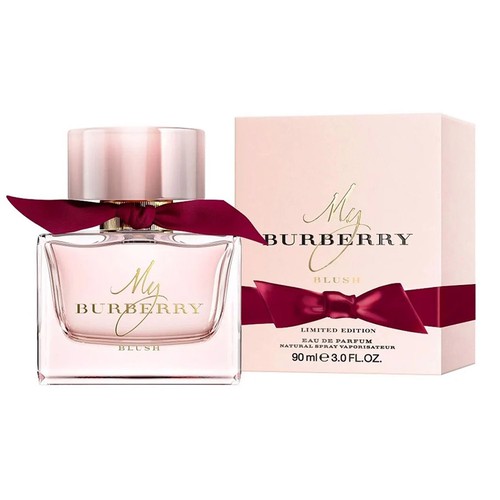 My
BURBERRY
BLUSH
My
BURBERRY
BLUSH
LIMITED EDITION
EAU DE PARFUM
NATURAL SPRAY VAPORISATEUR
90 ml e 3.0 FL.OZ.